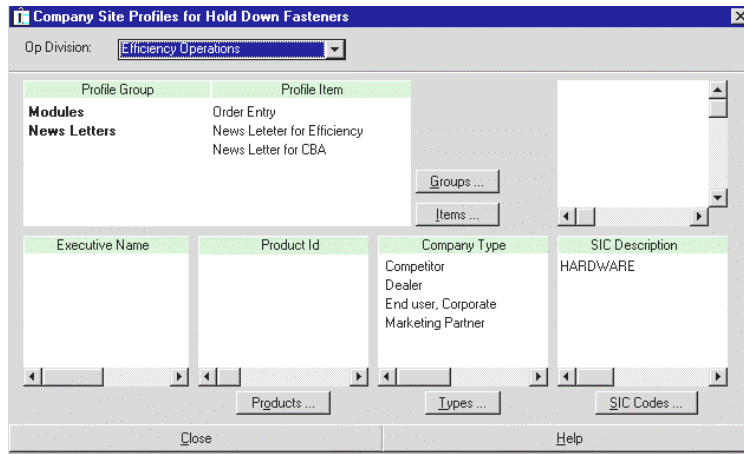 Company Site Profiles for Hold Down Fasteners
Op Division: Efficiency Operations
Profile Group Profile Item
Modules Order Entry
News Letters News Leteter for Efficiency
News Letter for CBA
Groups ...
Items ...
Executive Name Product Id Company Type SIC Description
Competitor HARDWARE
Dealer
End user, Corporate
Marketing Partner
Products ... Types ... SIC Codes ...
Close Help